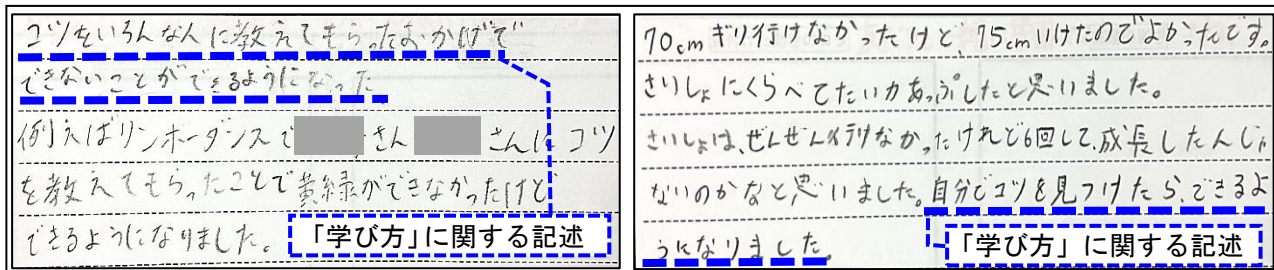 コツをいろんな人に教えてもらったおかげで
できないことができるようになった
例えばリンボーダンスで さん さんに コツ
を教えてもらったことで黄緑ができなかったけど
できるようになりました。
「学び方」に関する記述
70cmギリ行けなかったけど、75cmいけたのでよかったです。
さいしょにくらべてたい力あっぷしたと思いました。
さいしょは、ぜんぜん行けなかったけれど6回して、成長したんじゃ
ないのかなと思いました。自分でコツを見つけたら、できるよ
うになりました。
「学び方」に関する記述